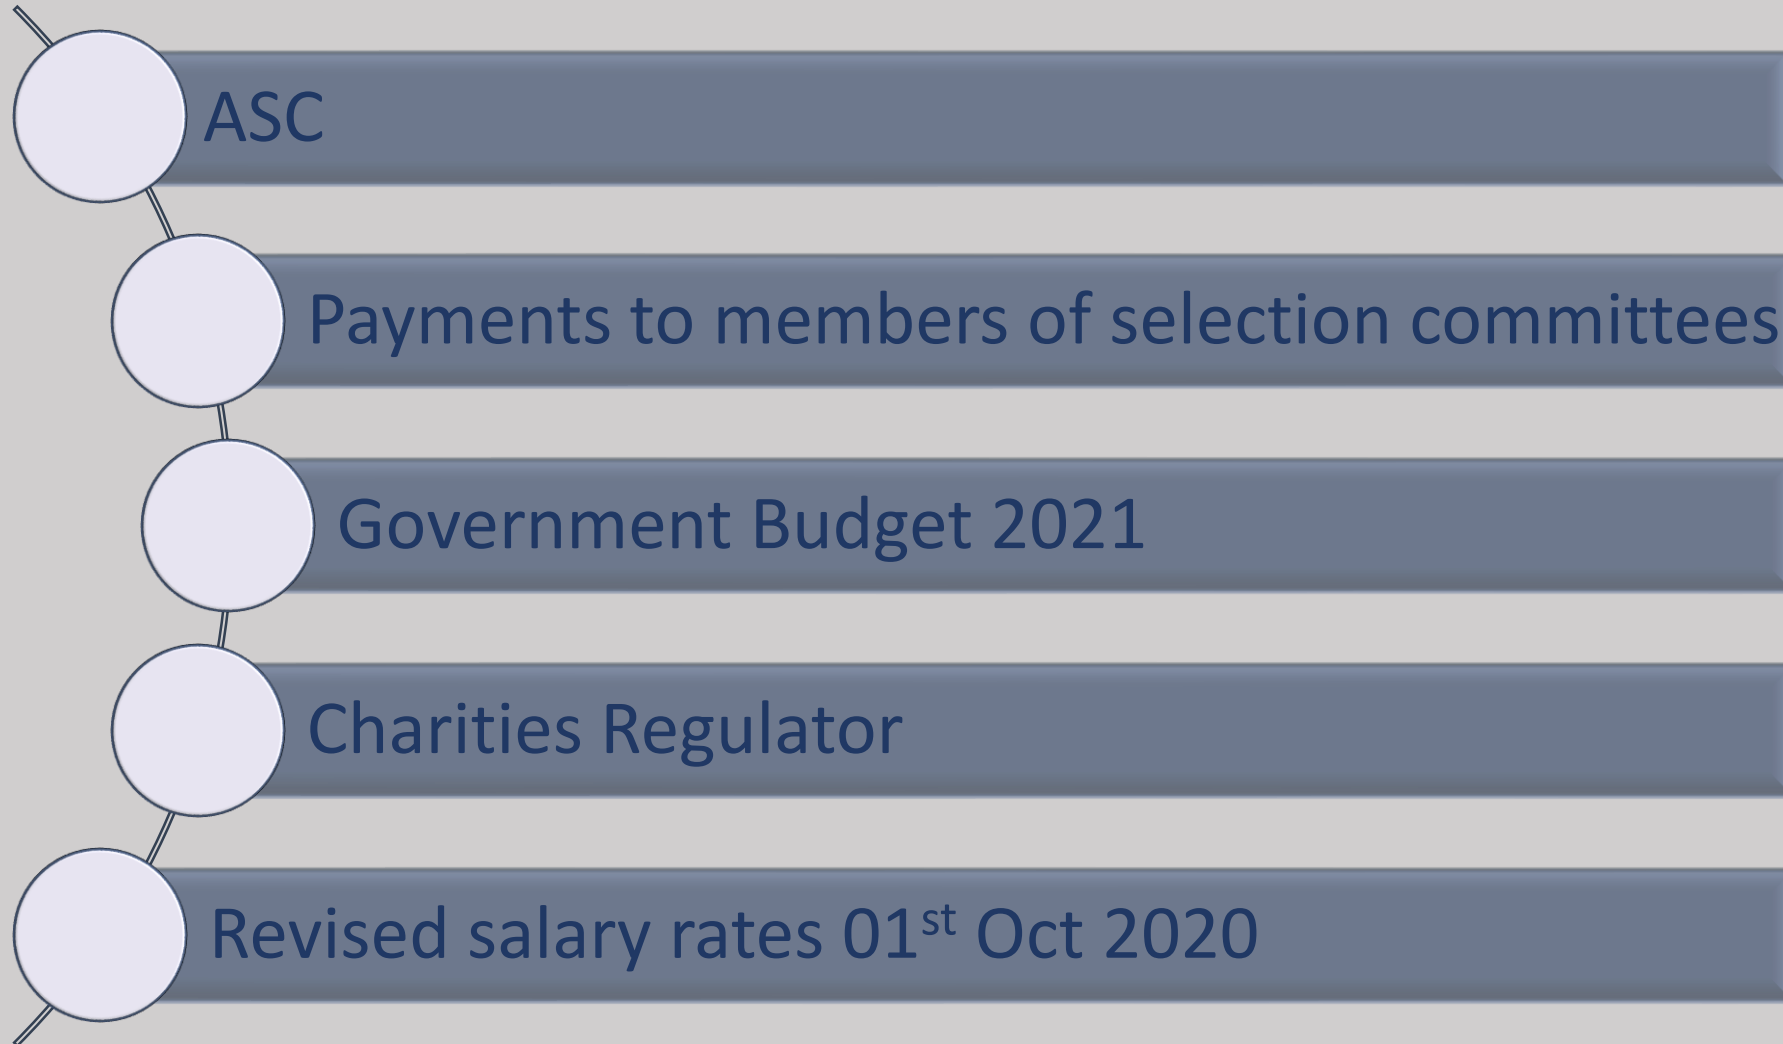 ASC
Payments to members of selection committees
Government Budget 2021
Charities Regulator
Revised salary rates 01st Oct 2020